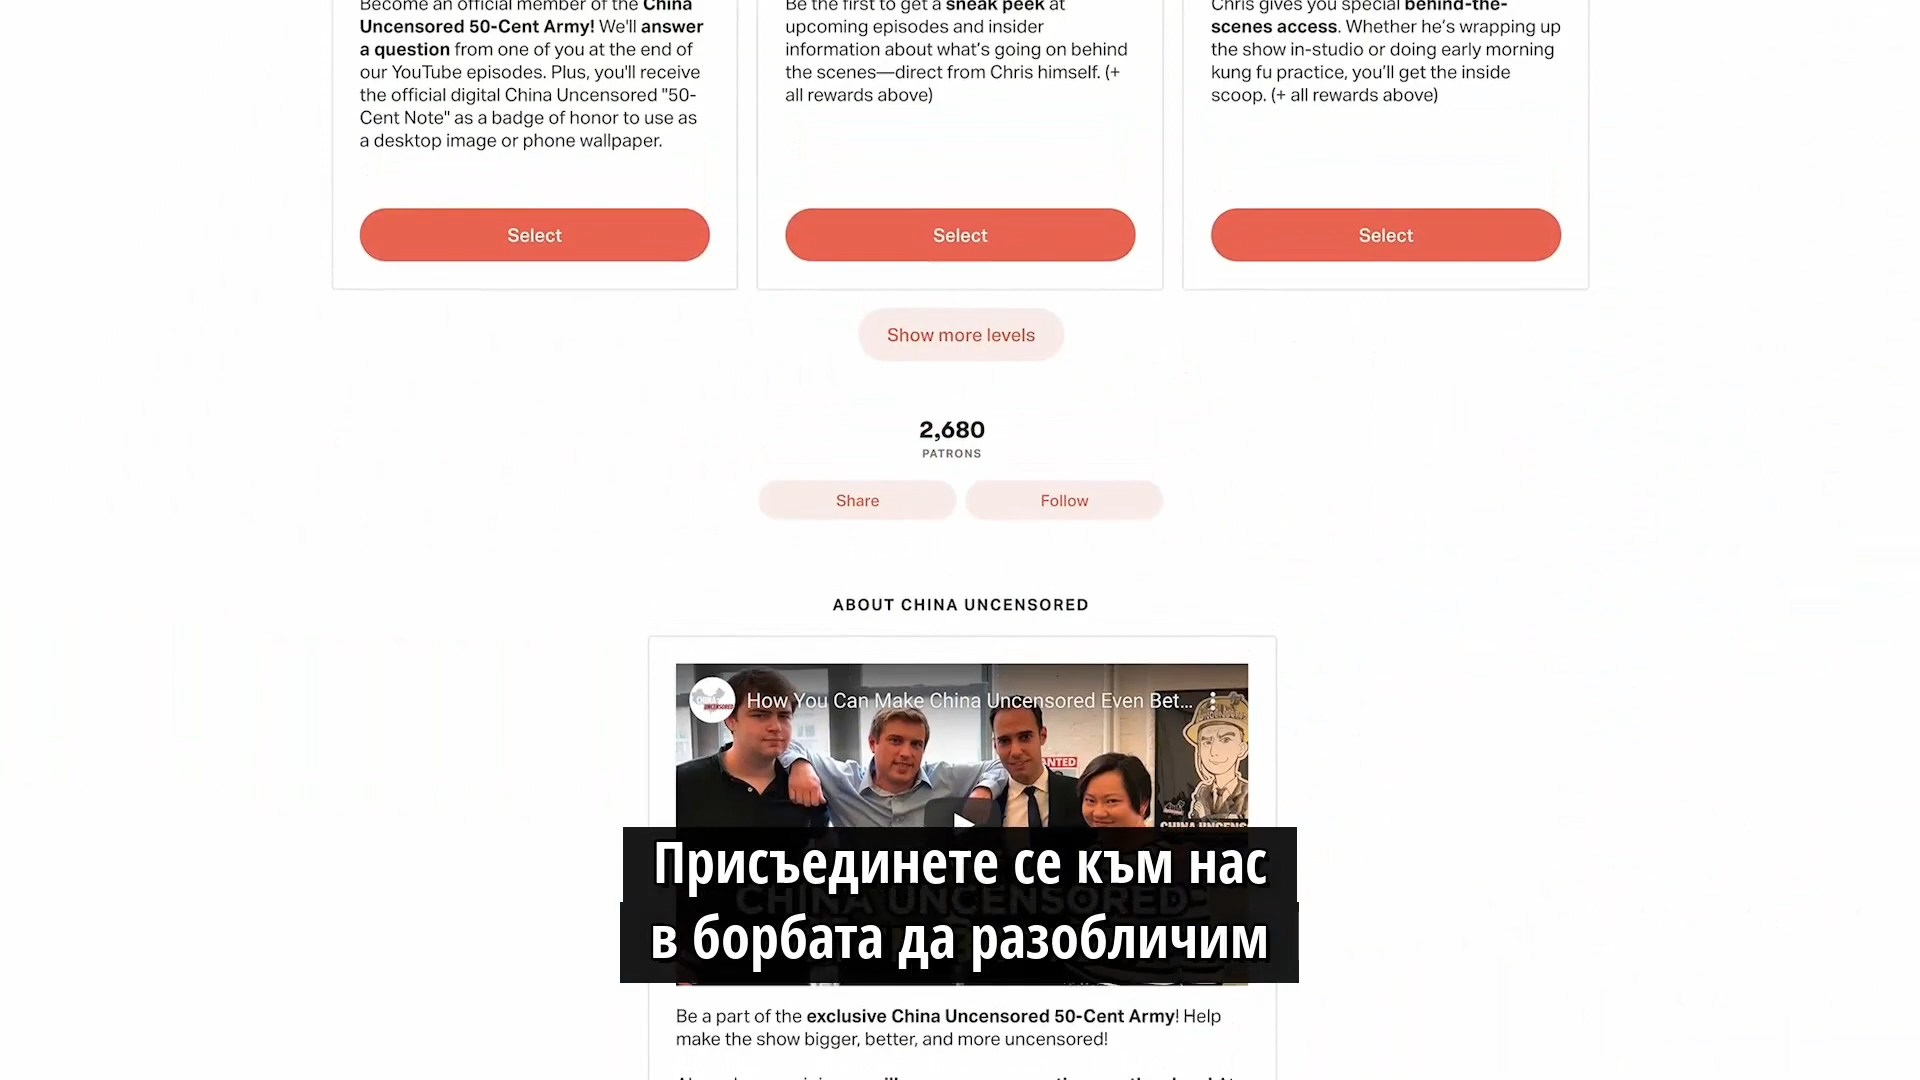 Become an official member of the China
Uncensored 50-Cent Army! We'll answer
a question from one of you at the end of
our YouTube episodes. Plus, you'll receive
the official digital China Uncensored "50-
Cent Note" as a badge of honor to use as
a desktop image or phone wallpaper.
Select
Be the first to get a sneak peek at
upcoming episodes and insider
information about what's going on behind
the scenes—direct from Chris himself. (+
all rewards above)
Select
Chris gives you special behind-the-
scenes access. Whether he's wrapping up
the show in-studio or doing early morning
kung fu practice, you'll get the inside
scoop. (+ all rewards above)
Select
Show more levels
2,680
PATRONS
Share
Follow
ABOUT CHINA UNCENSORED
How You Can Make China Uncensored Even Bet...
Присъединете се към нас
CHINA UNCENSORED
в борбата да разобличим
Be a part of the exclusive China Uncensored 50-Cent Army! Help
make the show bigger, better, and more uncensored!